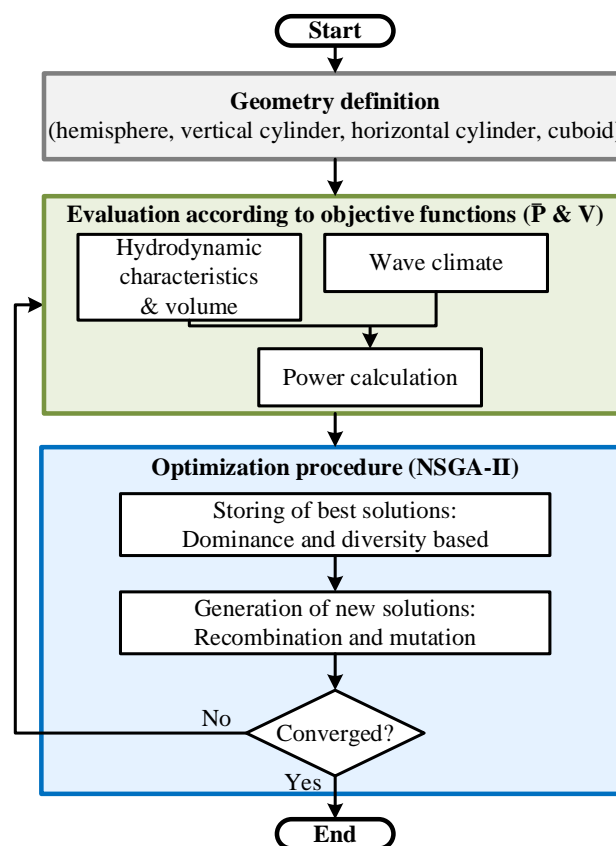 Start
Geometry definition
(hemisphere, vertical cylinder, horizontal cylinder, cuboid)
Evaluation according to objective functions (P̄ & V)
Hydrodynamic
characteristics
& volume
Wave climate
Power calculation
Optimization procedure (NSGA-II)
Storing of best solutions:
Dominance and diversity based
Generation of new solutions:
Recombination and mutation
No
Converged?
Yes
End